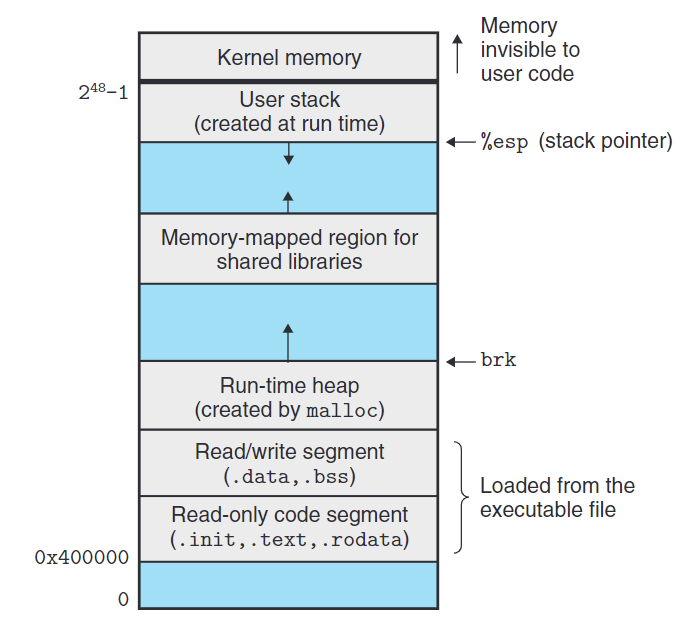 Memory
invisible to
user code
Kernel memory
2⁴⁸−1
User stack
(created at run time)
%esp (stack pointer)
Memory-mapped region for
shared libraries
brk
Run-time heap
(created by malloc)
Read/write segment
(.data,.bss)
Loaded from the
executable file
Read-only code segment
(.init,.text,.rodata)
0x400000
0